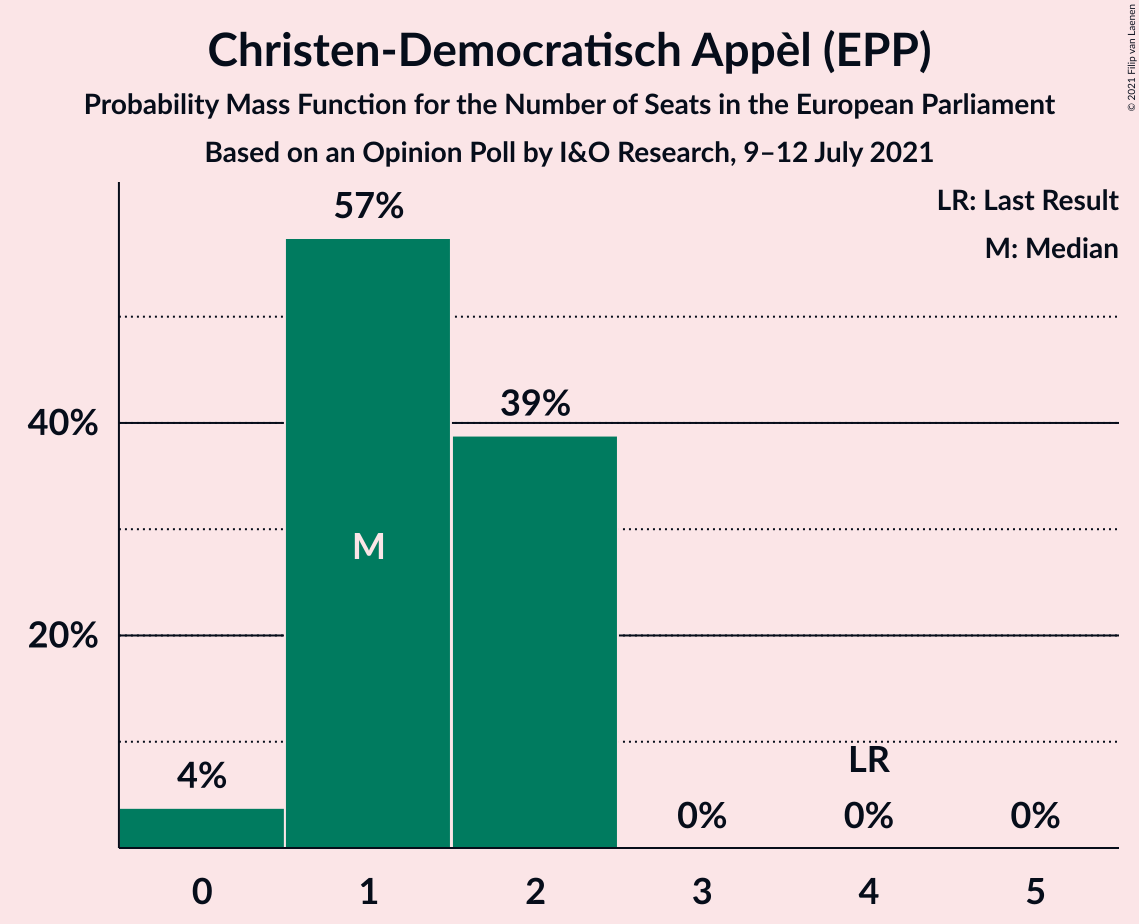 Christen-Democratisch Appèl (EPP)
Probability Mass Function for the Number of Seats in the European Parliament
Based on an Opinion Poll by I&O Research, 9–12 July 2021
© 2021 Filip van Laenen
LR: Last Result
M: Median
57%
39%
40%
M
20%
LR
4%
0%
0%
0%
0
1
2
3
4
5